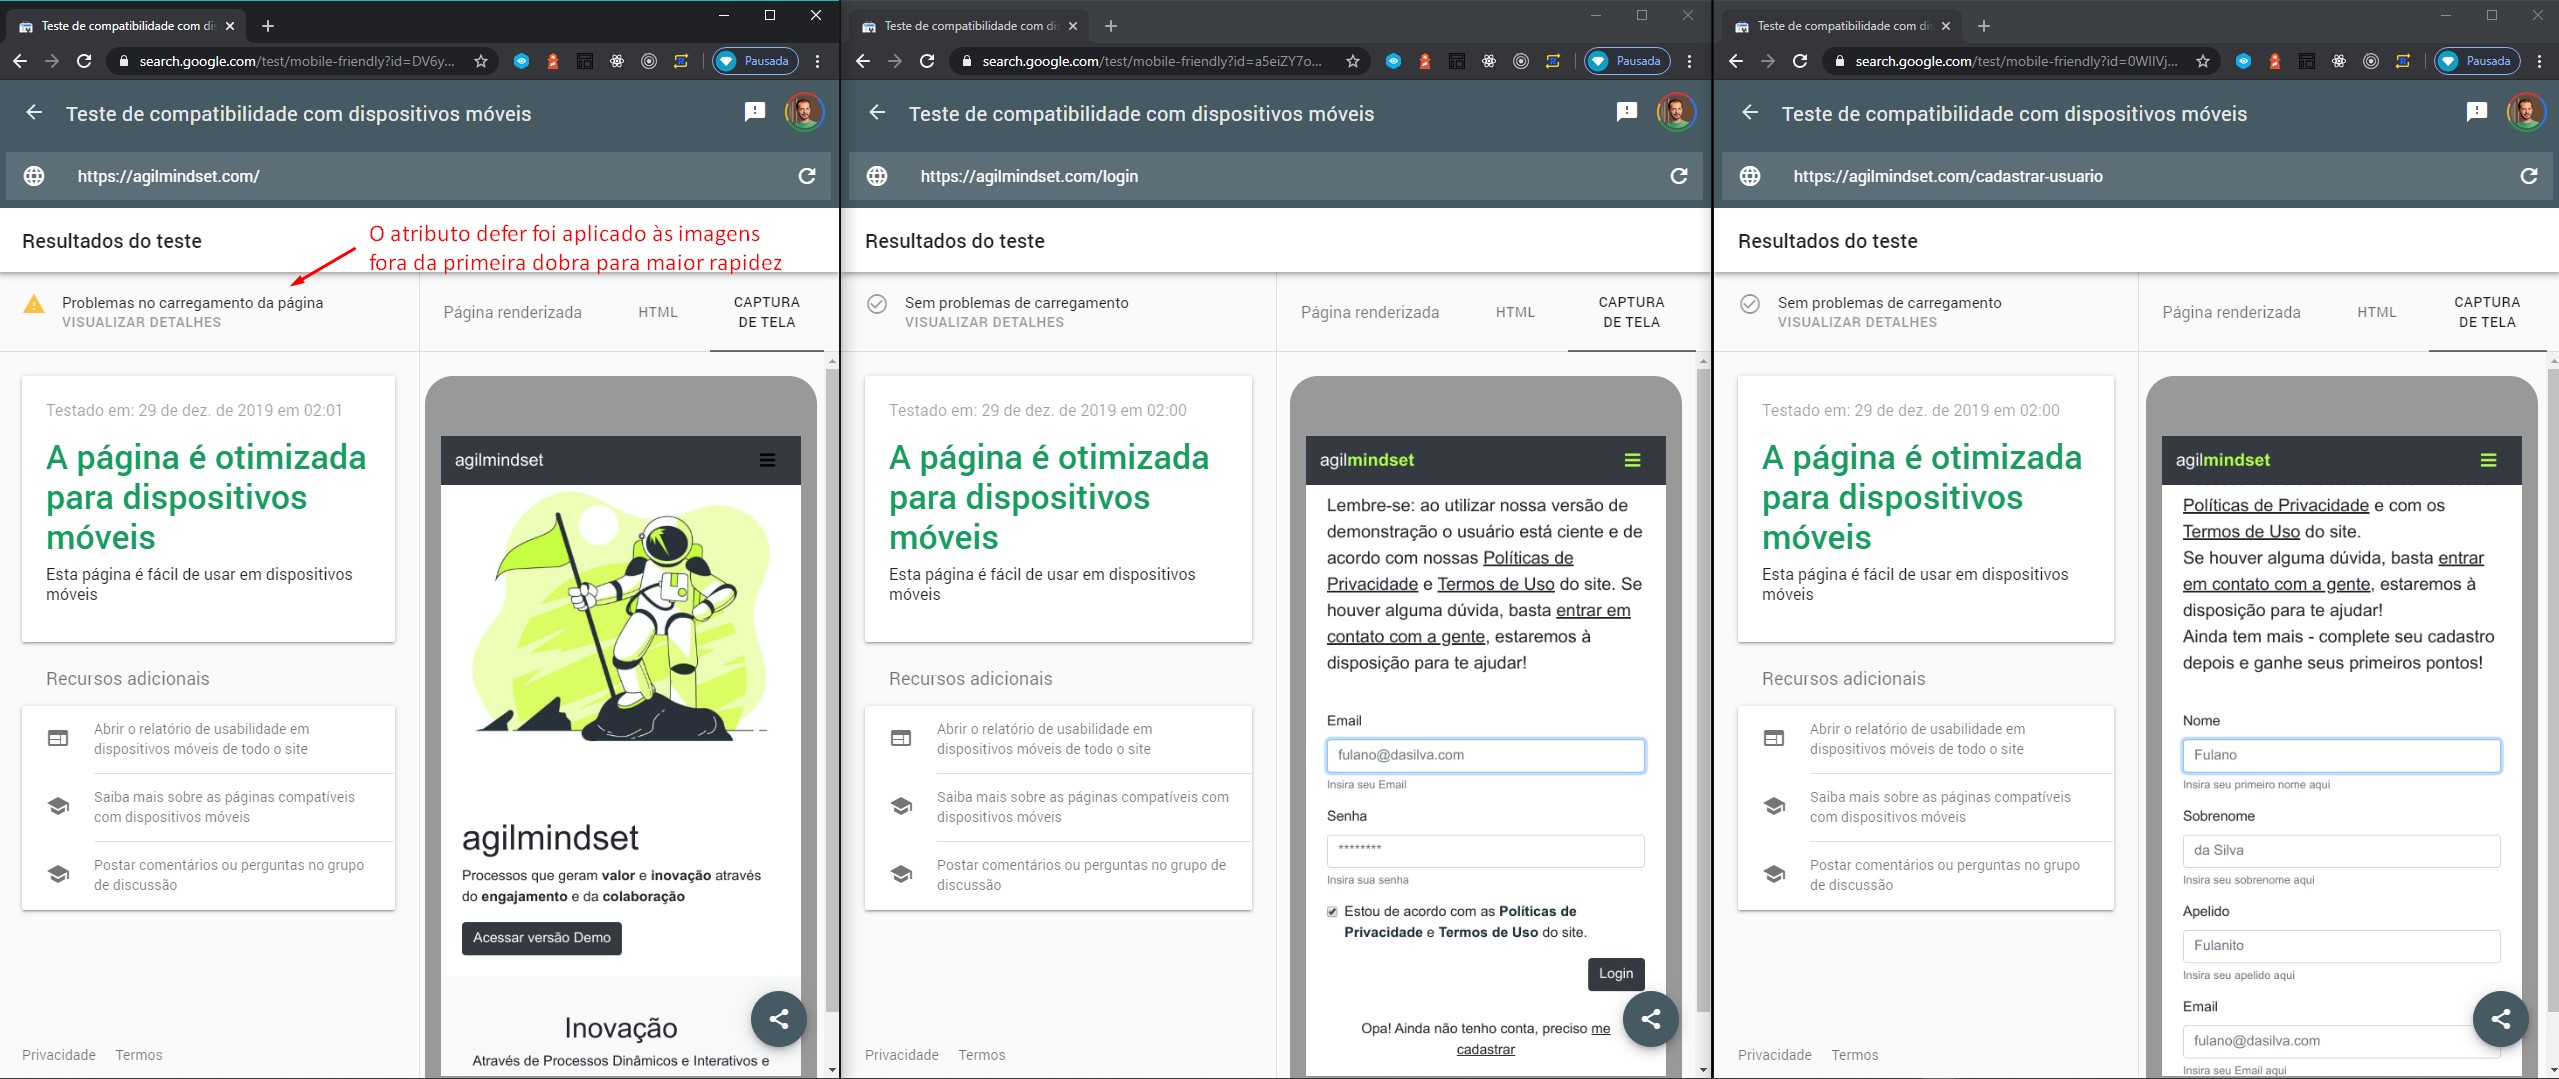 Teste de compatibilidade com dis
search.google.com/test/mobile-friendly?id=DV6y...
Pausada
Teste de compatibilidade com dispositivos móveis
https://agilmindset.com/
Resultados do teste
O atributo defer foi aplicado às imagens
fora da primeira dobra para maior rapidez
Problemas no carregamento da página
VISUALIZAR DETALHES
Página renderizada
HTML
CAPTURA
DE TELA
Testado em: 29 de dez. de 2019 em 02:01
A página é otimizada
para dispositivos
móveis
Esta página é fácil de usar em dispositivos
móveis
Recursos adicionais
Abrir o relatório de usabilidade em
dispositivos móveis de todo o site
Saiba mais sobre as páginas compatíveis
com dispositivos móveis
Postar comentários ou perguntas no grupo
de discussão
Privacidade Termos
agilmindset
agilmindset
Processos que geram valor e inovação através
do engajamento e da colaboração
Acessar versão Demo
Inovação
Através de Processos Dinâmicos e Interativos e
Teste de compatibilidade com dis
search.google.com/test/mobile-friendly?id=a5eiZY7o...
Pausada
Teste de compatibilidade com dispositivos móveis
https://agilmindset.com/login
Resultados do teste
Sem problemas de carregamento
VISUALIZAR DETALHES
Página renderizada
HTML
CAPTURA
DE TELA
Testado em: 29 de dez. de 2019 em 02:00
A página é otimizada
para dispositivos
móveis
Esta página é fácil de usar em dispositivos
móveis
Recursos adicionais
Abrir o relatório de usabilidade em
dispositivos móveis de todo o site
Saiba mais sobre as páginas compatíveis com
dispositivos móveis
Postar comentários ou perguntas no grupo de
discussão
Privacidade Termos
agilmindset
Lembre-se: ao utilizar nossa versão de
demonstração o usuário está ciente e de
acordo com nossas Políticas de
Privacidade e Termos de Uso do site. Se
houver alguma dúvida, basta entrar em
contato com a gente, estaremos à
disposição para te ajudar!
Email
fulano@dasilva.com
Insira seu Email
Senha
********
Insira sua senha
Estou de acordo com as Políticas de
Privacidade e Termos de Uso do site.
Login
Opa! Ainda não tenho conta, preciso me
cadastrar
Teste de compatibilidade com dis
search.google.com/test/mobile-friendly?id=0WIIVj...
Pausada
Teste de compatibilidade com dispositivos móveis
https://agilmindset.com/cadastrar-usuario
Resultados do teste
Sem problemas de carregamento
VISUALIZAR DETALHES
Página renderizada
HTML
CAPTURA
DE TELA
Testado em: 29 de dez. de 2019 em 02:00
A página é otimizada
para dispositivos
móveis
Esta página é fácil de usar em dispositivos
móveis
Recursos adicionais
Abrir o relatório de usabilidade em
dispositivos móveis de todo o site
Saiba mais sobre as páginas compatíveis
com dispositivos móveis
Postar comentários ou perguntas no grupo
de discussão
Privacidade Termos
agilmindset
Políticas de Privacidade e com os
Termos de Uso do site.
Se houver alguma dúvida, basta entrar
em contato com a gente, estaremos à
disposição para te ajudar!
Ainda tem mais - complete seu cadastro
depois e ganhe seus primeiros pontos!
Nome
Fulano
Insira seu primeiro nome aqui
Sobrenome
da Silva
Insira seu sobrenome aqui
Apelido
Fulanito
Insira seu apelido aqui
Email
fulano@dasilva.com
Insira seu Email aqui